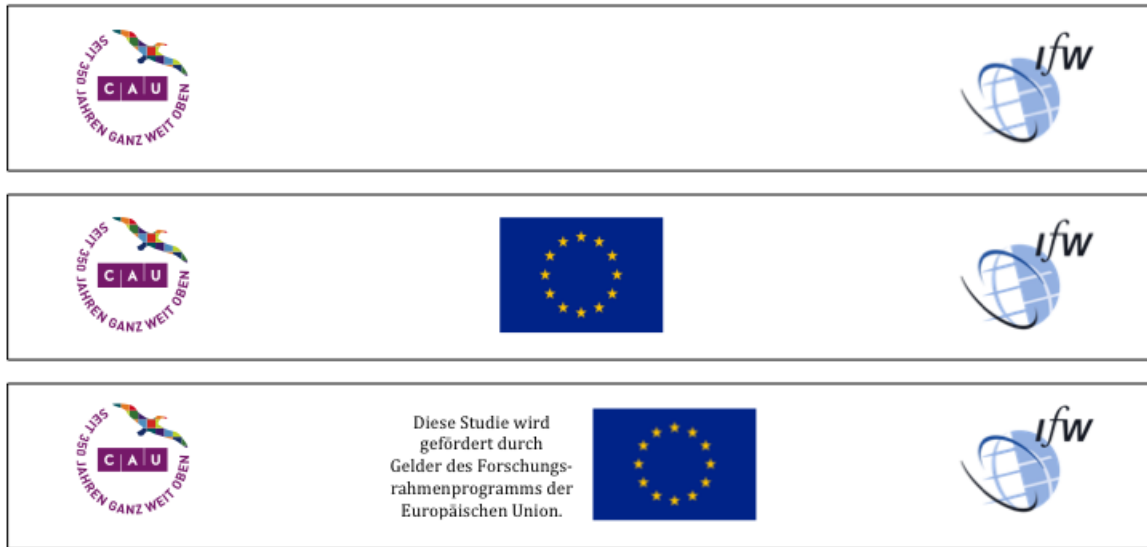 SEIT 350 JAHREN GANZ WEIT OBEN
CAU
ifw
SEIT 350 JAHREN GANZ WEIT OBEN
CAU
ifw
SEIT 350 JAHREN GANZ WEIT OBEN
CAU
Diese Studie wird
gefördert durch
Gelder des Forschungs-
rahmenprogramms der
Europäischen Union.
ifw